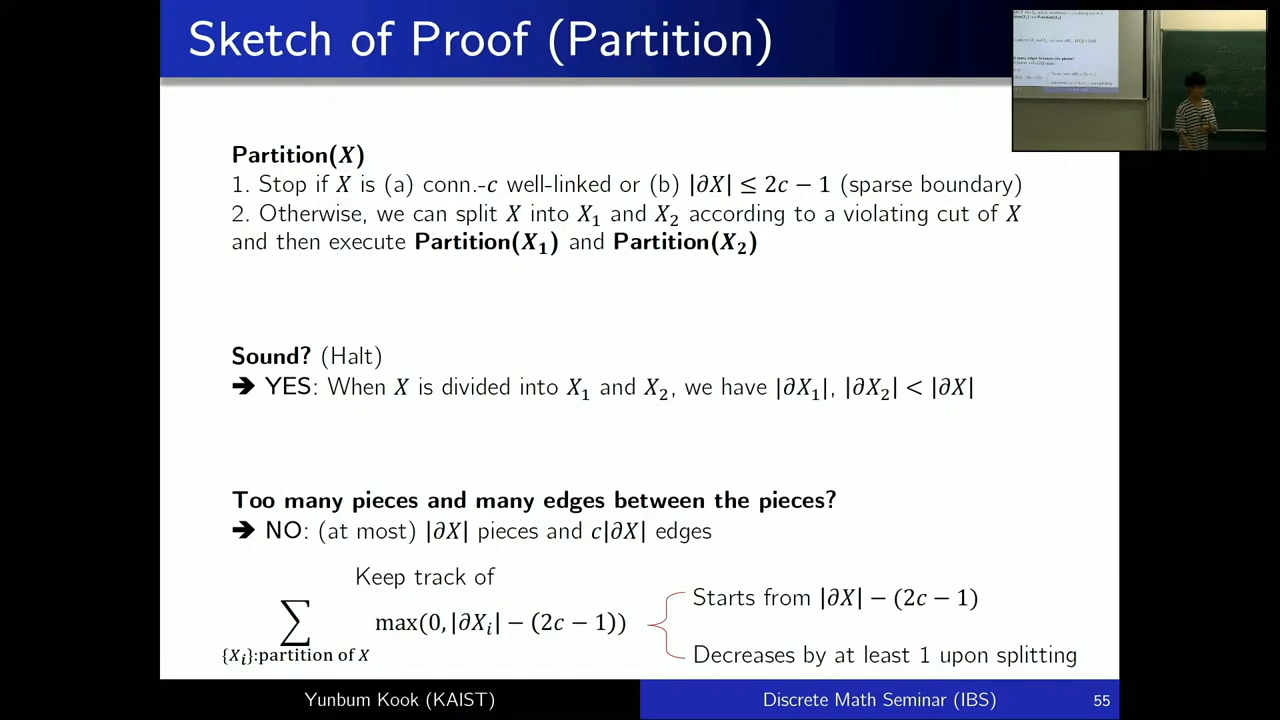 Sketch of Proof (Partition)
Partition(X)
1. Stop if X is (a) conn.-c well-linked or (b) |∂X| ≤ 2c − 1 (sparse boundary)
2. Otherwise, we can split X into X₁ and X₂ according to a violating cut of X
and then execute Partition(X₁) and Partition(X₂)
Sound? (Halt)
➔ YES: When X is divided into X₁ and X₂, we have |∂X₁|, |∂X₂| < |∂X|
Too many pieces and many edges between the pieces?
➔ NO: (at most) |∂X| pieces and c|∂X| edges
Keep track of
∑ max(0, |∂Xᵢ| − (2c − 1))
{Xᵢ}:partition of X
Starts from |∂X| − (2c − 1)
Decreases by at least 1 upon splitting
Yunbum Kook (KAIST)
Discrete Math Seminar (IBS)
55